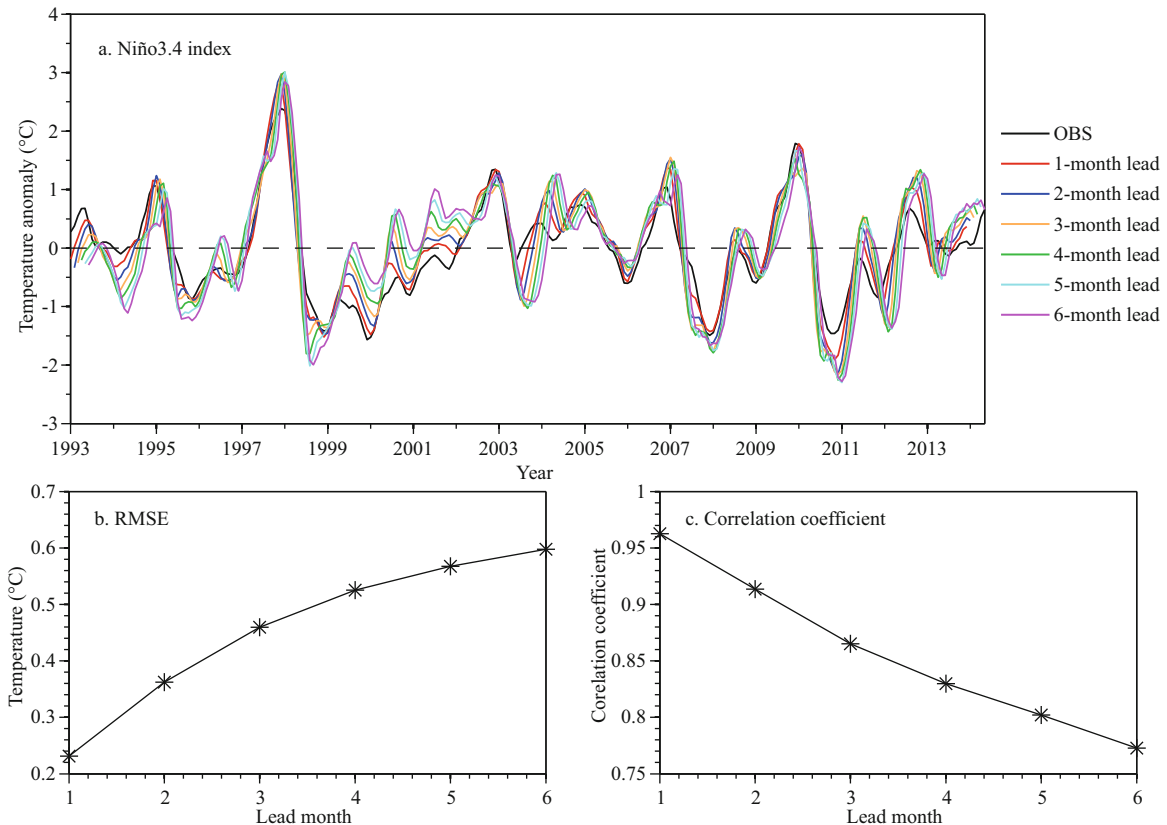 a. Niño3.4 index
Temperature anomaly (°C)
4
3
2
1
0
-1
-2
-3
1993
1995
1997
1999
2001
2003
2005
2007
2009
2011
2013
Year
OBS
1-month lead
2-month lead
3-month lead
4-month lead
5-month lead
6-month lead
b. RMSE
Temperature (°C)
0.7
0.6
0.5
0.4
0.3
0.2
1
2
3
4
5
6
Lead month
c. Correlation coefficient
Corelation coefficient
1
0.95
0.9
0.85
0.8
0.75
1
2
3
4
5
6
Lead month